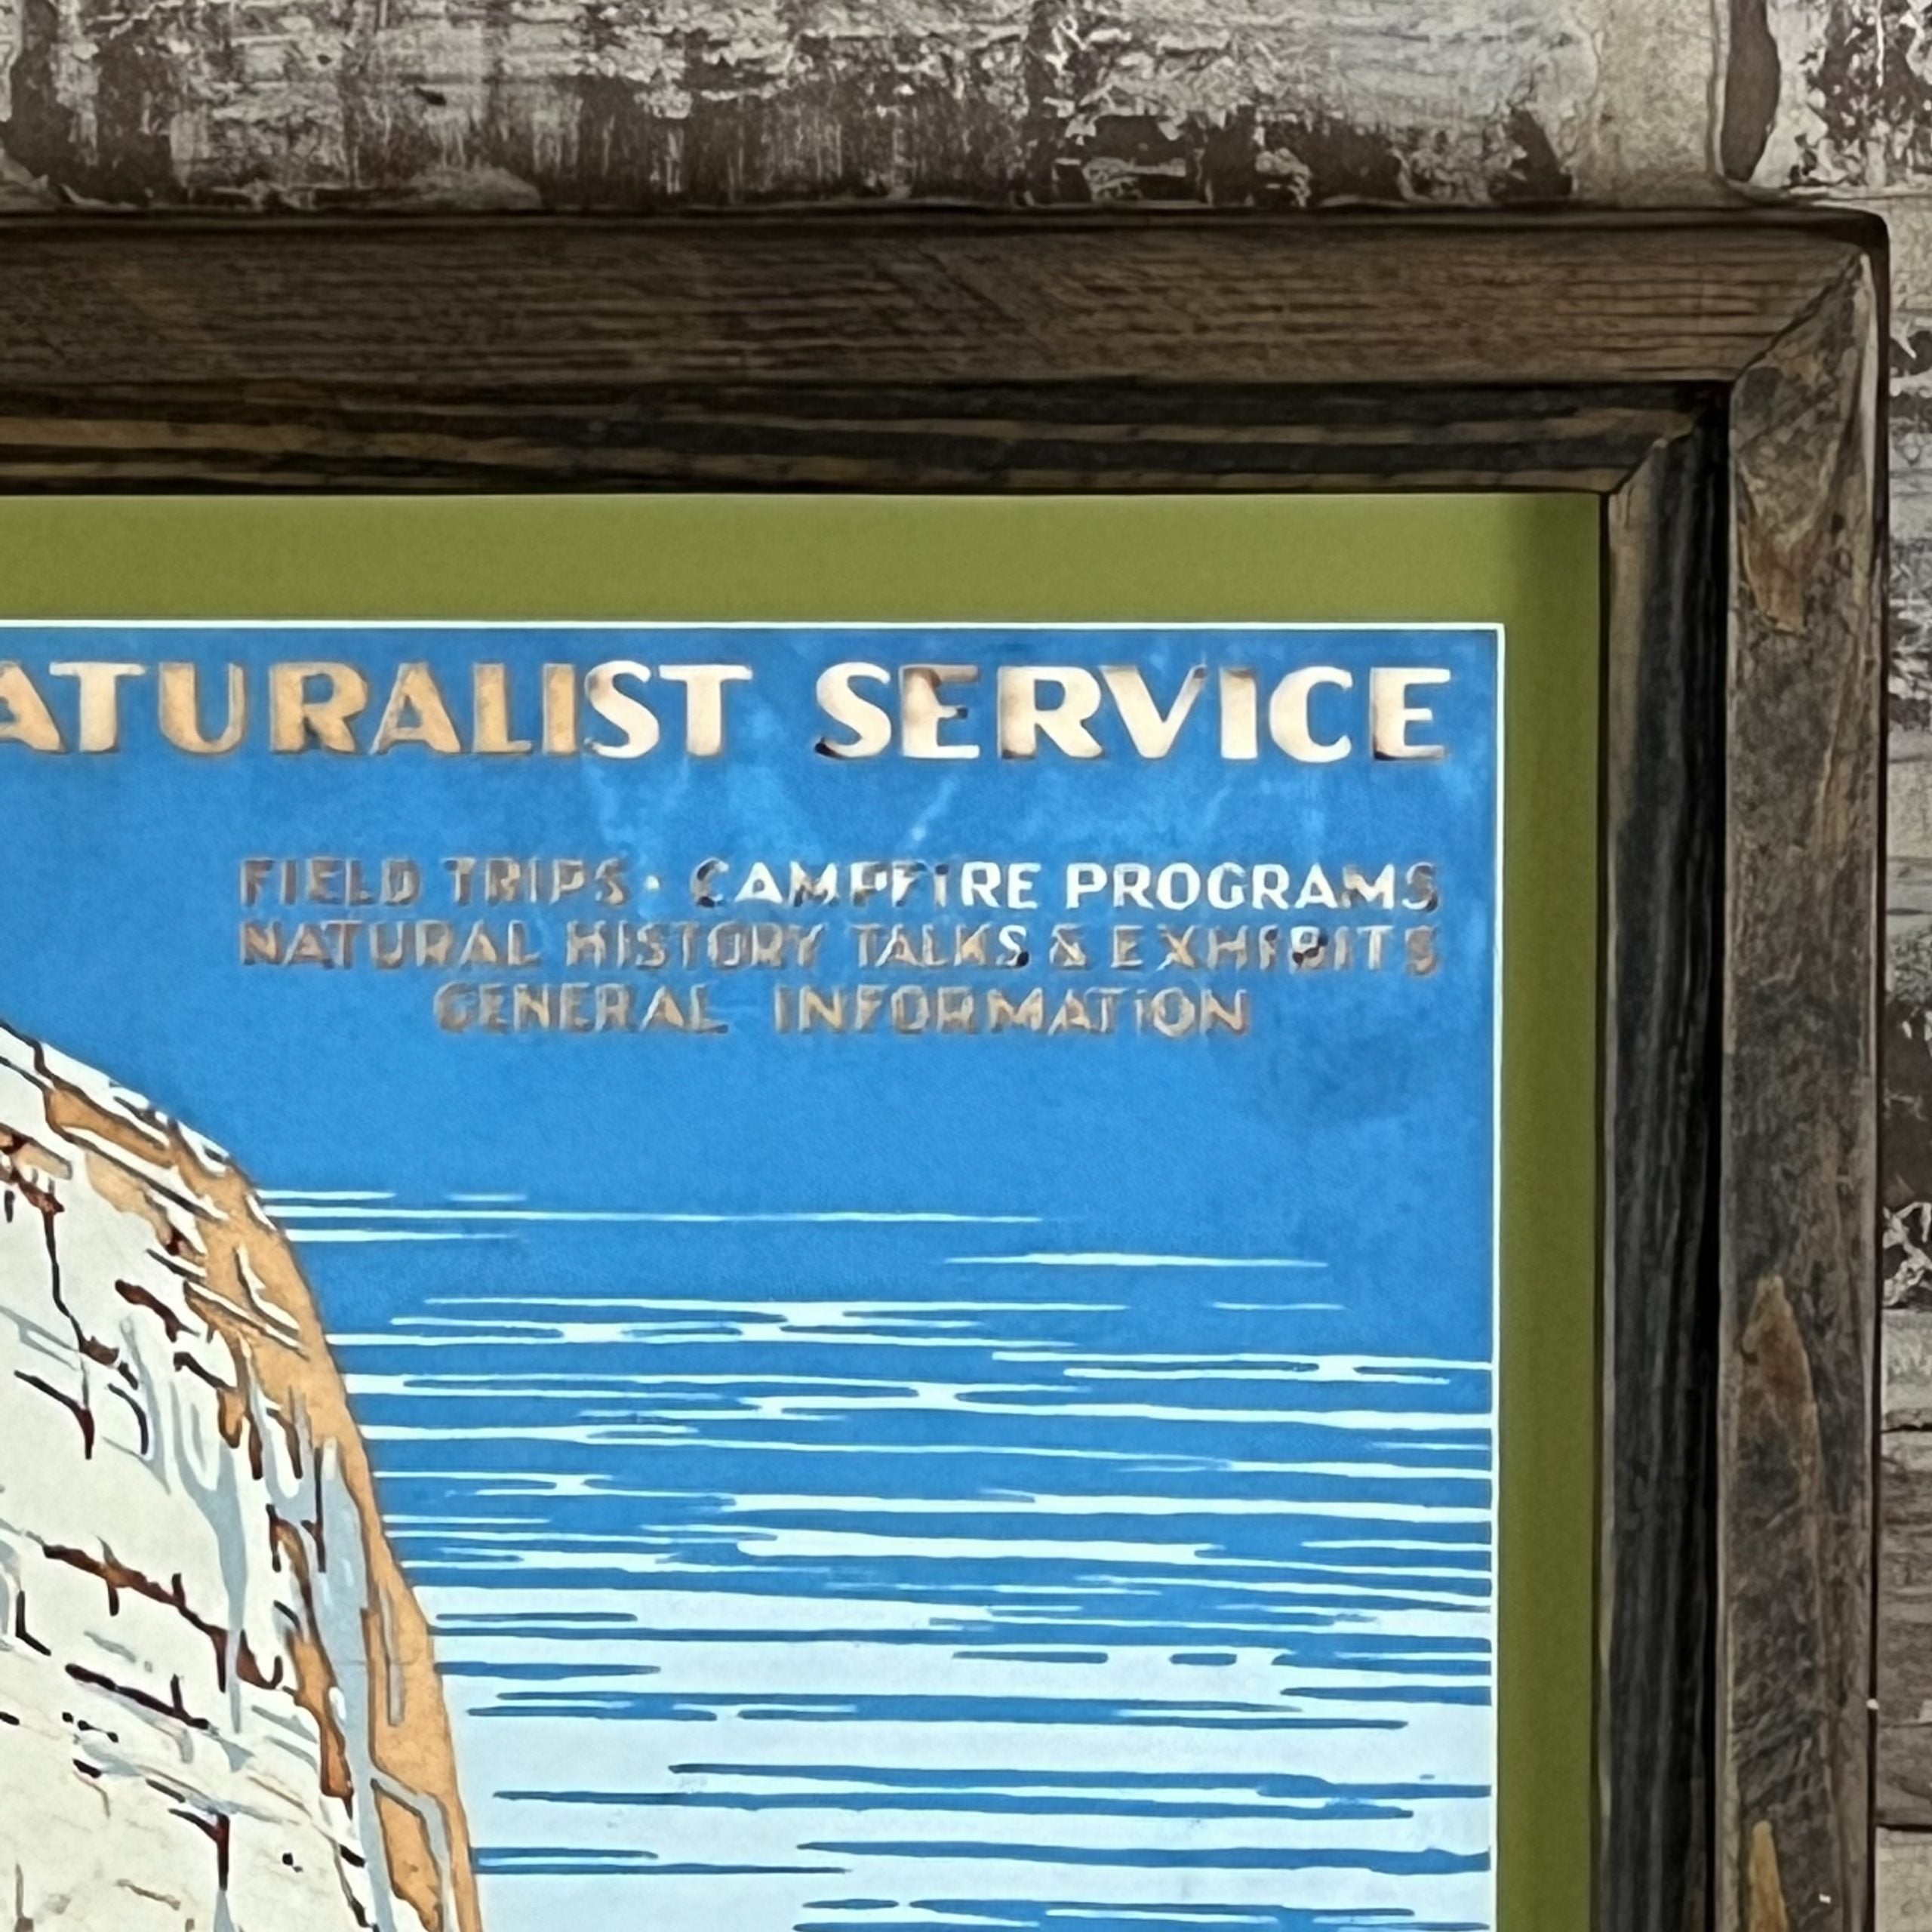 ATURALIST SERVICE
FIELD TRIPS · CAMPFIRE PROGRAMS
NATURAL HISTORY TALKS & EXHIBITS
GENERAL INFORMATION